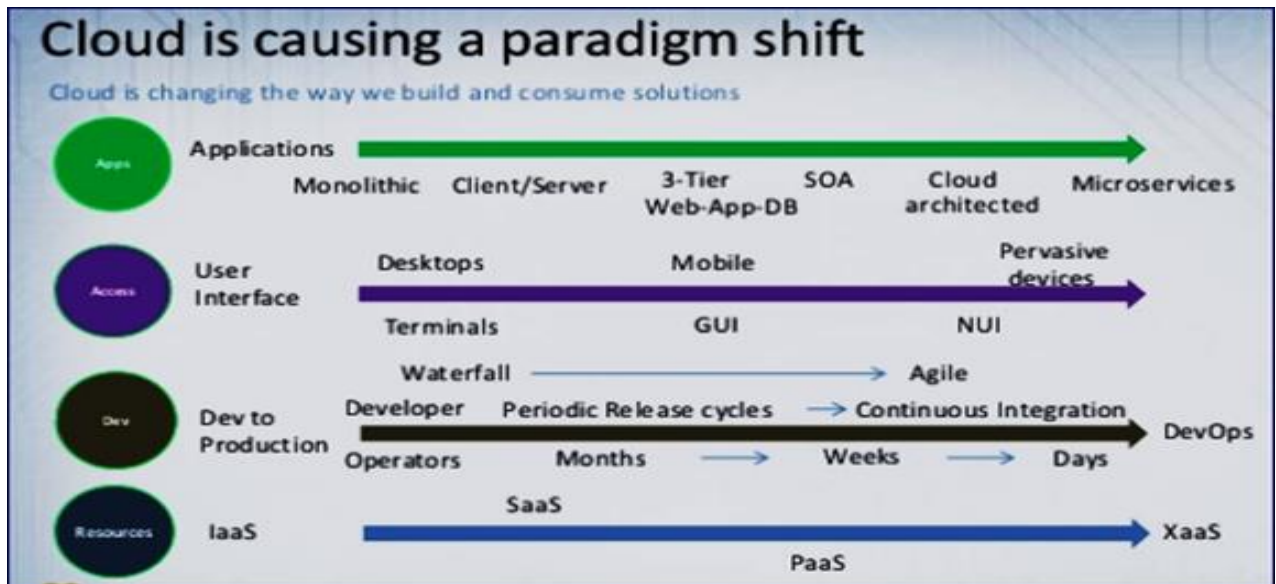 Cloud is causing a paradigm shift
Cloud is changing the way we build and consume solutions
Apps
Applications
Monolithic
Client/Server
3-Tier
Web-App-DB
SOA
Cloud
architected
Microservices
Access
User
Interface
Desktops
Mobile
Pervasive
devices
Terminals
GUI
NUI
Waterfall
Agile
Dev
Dev to
Production
Developer
Periodic Release cycles
Continuous Integration
DevOps
Operators
Months
Weeks
Days
Resources
IaaS
SaaS
XaaS
PaaS